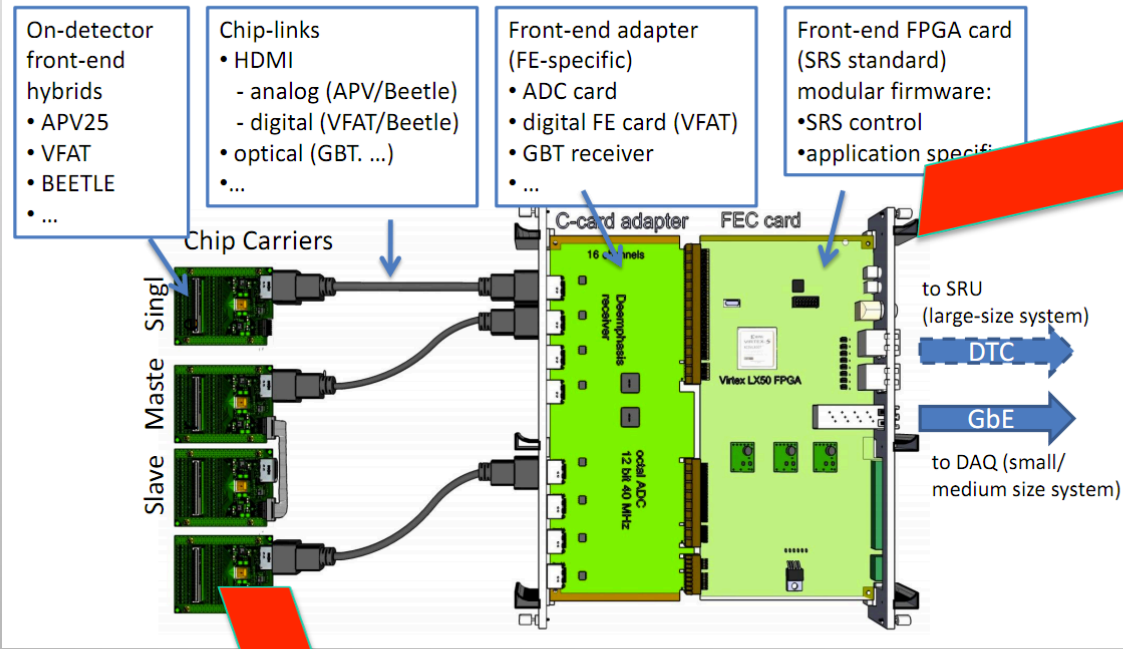 On-detector
front-end
hybrids
• APV25
• VFAT
• BEETLE
• ...
Chip-links
• HDMI
- analog (APV/Beetle)
- digital (VFAT/Beetle)
• optical (GBT. ...)
•...
Front-end adapter
(FE-specific)
• ADC card
• digital FE card (VFAT)
• GBT receiver
• ...
Front-end FPGA card
(SRS standard)
modular firmware:
•SRS control
•application specific
Chip Carriers
C-card adapter
FEC card
16 channels
Singl
Maste
Slave
Deemphasis
receiver
octal ADC
12 bit 40 MHz
Virtex LX50 FPGA
to SRU
(large-size system)
DTC
GbE
to DAQ (small/
medium size system)